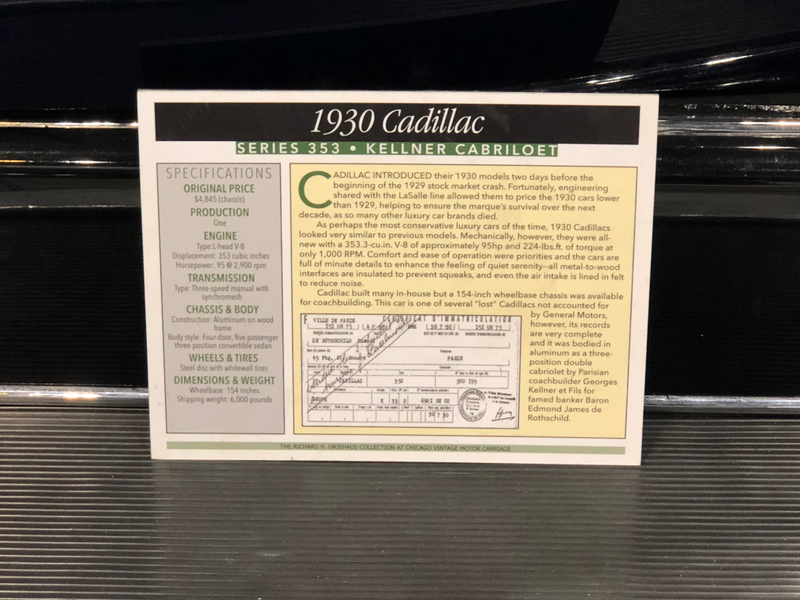 1930 Cadillac
SERIES 353 • KELLNER CABRILOET
SPECIFICATIONS
ORIGINAL PRICE
$4,845 (chassis)
PRODUCTION
One
ENGINE
Type: L-head V-8
Displacement: 353 cubic inches
Horsepower: 95 @ 2,900 rpm
TRANSMISSION
Type: Three-speed manual with
synchromesh
CHASSIS & BODY
Construction: Aluminum on wood
frame
Body style: Four-door, five passenger
three-position convertible sedan
WHEELS & TIRES
Steel disc with whitewall tires
DIMENSIONS & WEIGHT
Wheelbase: 154 inches
Shipping weight: 6,000 pounds
CADILLAC INTRODUCED their 1930 models two days before the
beginning of the 1929 stock market crash. Fortunately, engineering
shared with the LaSalle line allowed them to price the 1930 cars lower
than 1929, helping to ensure the marque's survival over the next
decade, as so many other luxury car brands died.
As perhaps the most conservative luxury cars of the time, 1930 Cadillacs
looked very similar to previous models. Mechanically, however, they were all-
new with a 353.3-cu.in. V-8 of approximately 95hp and 224-lbs.ft. of torque at
only 1,000 RPM. Comfort and ease of operation were priorities and the cars are
full of minute details to enhance the feeling of quiet serenity—all metal-to-wood
interfaces are insulated to prevent squeaks, and even the air intake is lined in felt
to reduce noise.
Cadillac built many in-house but a 154-inch wheelbase chassis was available
for coachbuilding. This car is one of several "lost" Cadillacs not accounted for
by General Motors,
however, its records
are very complete
and it was bodied in
aluminum as a three-
position double
cabriolet by Parisian
coachbuilder Georges
Kellner et Fils for
famed banker Baron
Edmond James de
Rothschild.
VILLE DE PARIS CERTIFICAT D'IMMATRICULATION
DE ROTHSCHILD
PARIS
CADILLAC
THE RICHARD H. DRIEHAUS COLLECTION AT CHICAGO VINTAGE MOTOR CARRIAGE